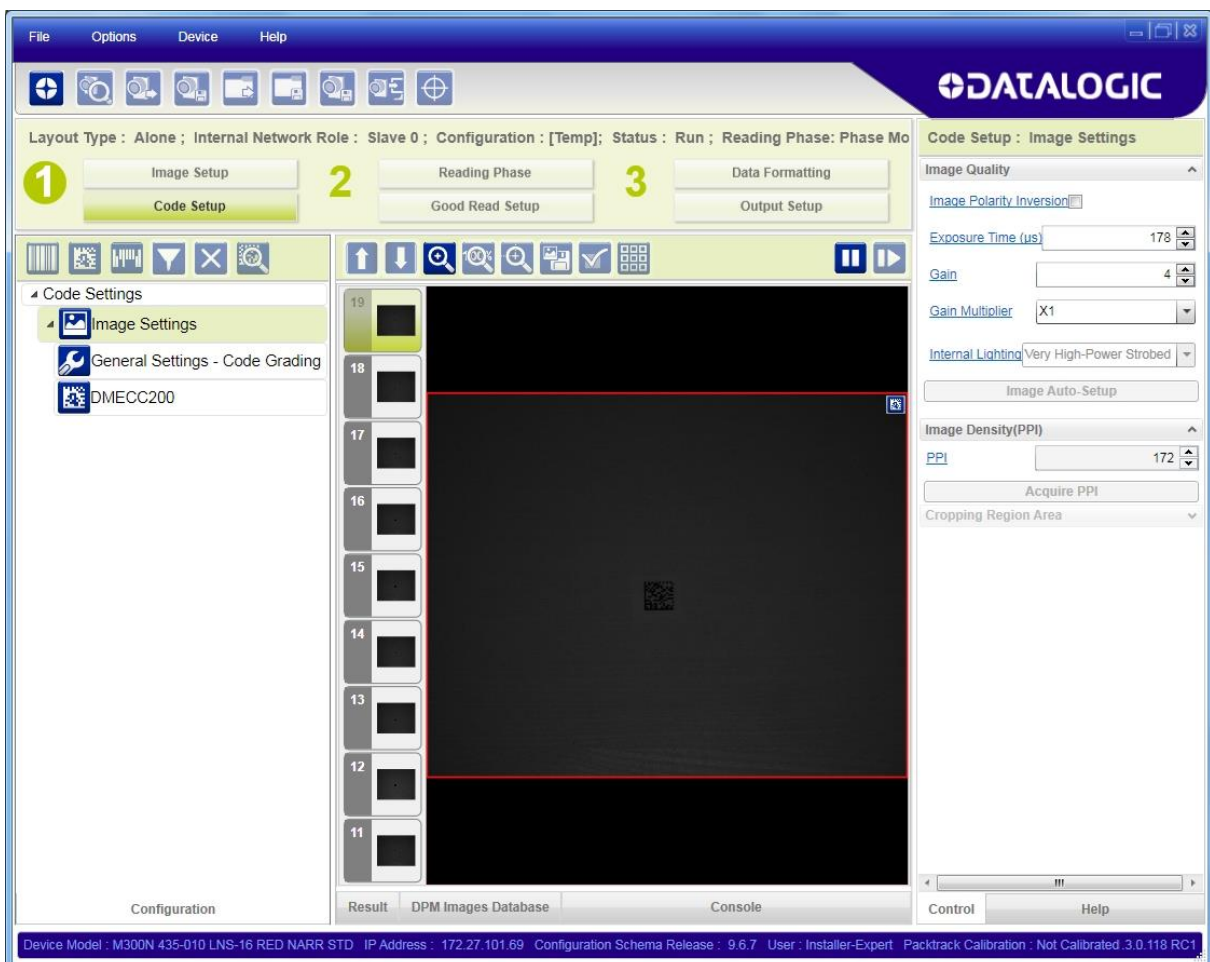 File Options Device Help
DATALOGIC
Layout Type : Alone ; Internal Network Role : Slave 0 ; Configuration : [Temp]; Status : Run ; Reading Phase: Phase Mo
1
Image Setup
Code Setup
2
Reading Phase
Good Read Setup
3
Data Formatting
Output Setup
Code Settings
Image Settings
General Settings - Code Grading
DMECC200
Configuration
100%
19
18
17
16
15
14
13
12
11
Result DPM Images Database Console
Code Setup : Image Settings
Image Quality
Image Polarity Inversion
Exposure Time (µs) 178
Gain 4
Gain Multiplier X1
Internal Lighting Very High-Power Strobed
Image Auto-Setup
Image Density(PPI)
PPI 172
Acquire PPI
Cropping Region Area
Control Help
Device Model : M300N 435-010 LNS-16 RED NARR STD IP Address : 172.27.101.69 Configuration Schema Release : 9.6.7 User : Installer-Expert Packtrack Calibration : Not Calibrated .3.0.118 RC1